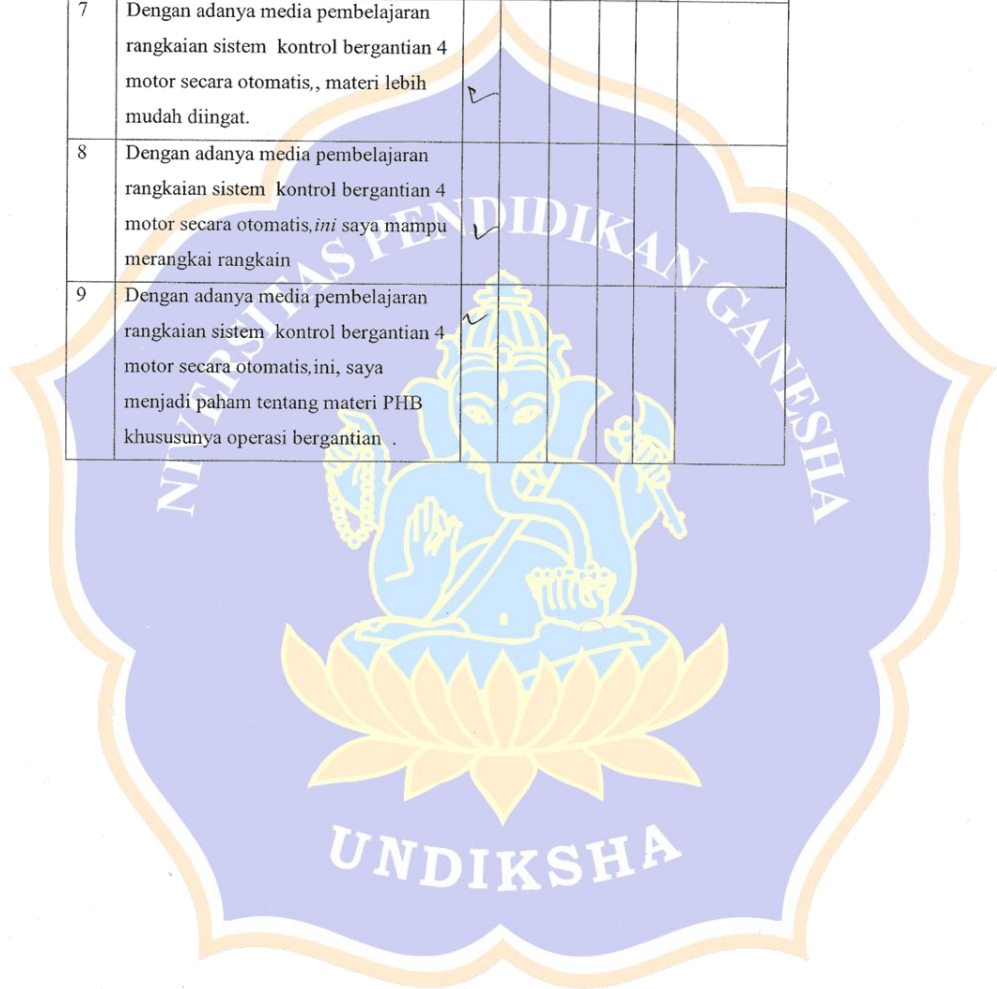 7 Dengan adanya media pembelajaran
rangkaian sistem kontrol bergantian 4
motor secara otomatis,, materi lebih
mudah diingat.
8 Dengan adanya media pembelajaran
rangkaian sistem kontrol bergantian 4
motor secara otomatis,ini saya mampu
merangkai rangkain
9 Dengan adanya media pembelajaran
rangkaian sistem kontrol bergantian 4
motor secara otomatis,ini, saya
menjadi paham tentang materi PHB
khususunya operasi bergantian .
NIVERSITAS PENDIDIKAN GANESHA
UNDIKSHA